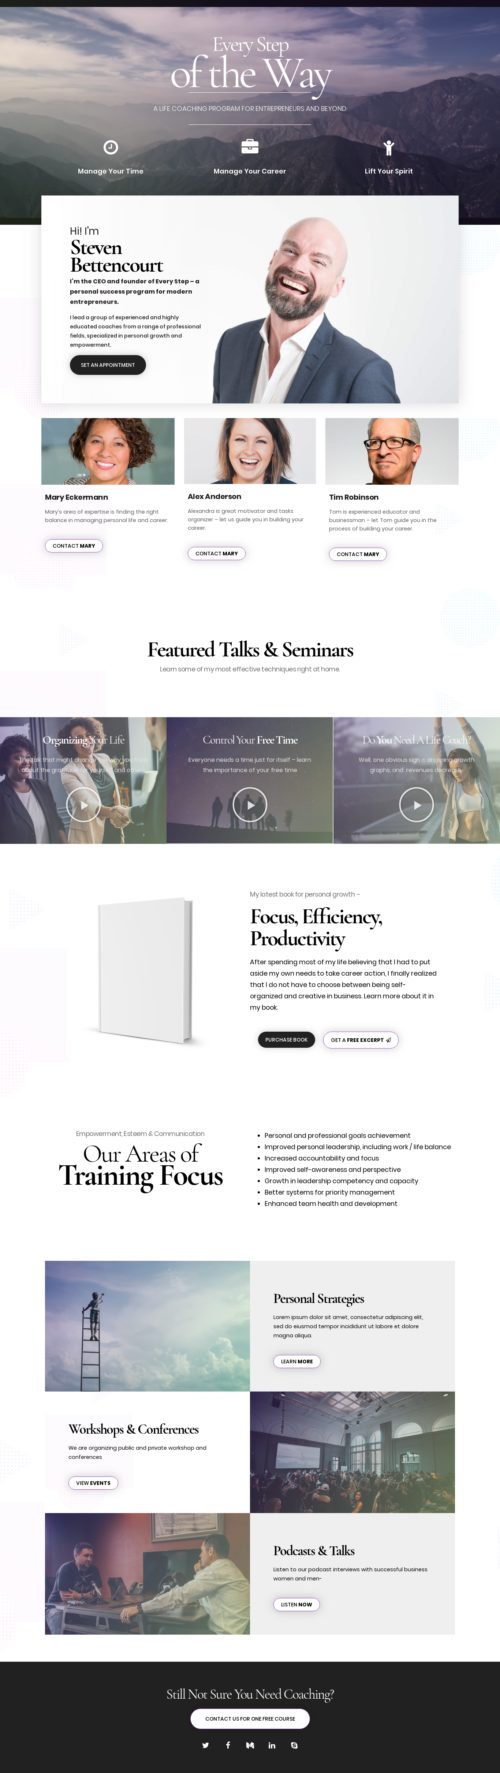 Every Step
of the Way
A LIFE COACHING PROGRAM FOR ENTREPRENEURS AND BEYOND
Manage Your Time
Manage Your Career
Lift Your Spirit
Hi! I'm
Steven
Bettencourt
I'm the CEO and founder of Every Step – a
personal success program for modern
entrepreneurs.
I lead a group of experienced and highly
educated coaches from a range of professional
fields, specialized in personal growth and
empowerment.
SET AN APPOINTMENT
Mary Eckermann
Mary's area of expertise is finding the right
balance in managing personal life and career.
CONTACT MARY
Alex Anderson
Alexandra is great motivator and tasks
organizer – let us guide you in building your
career.
CONTACT MARY
Tim Robinson
Tom is experienced educator and
businessman – let Tom guide you in the
process of building your career.
CONTACT MARY
Featured Talks & Seminars
Learn some of my most effective techniques right at home.
Organizing Your Life
The talk that might change the way you think
about the
Control Your Free Time
Everyone needs a time just for itself – learn
the importance of your free time
Do You Need A Life Coach?
Well, one obvious sign is dropping growth
graphs, and revenues decrease
My latest book for personal growth –
Focus, Efficiency,
Productivity
After spending most of my life believing that I had to put
aside my own needs to take career action, I finally realized
that I do not have to choose between being self-
organized and creative in business. Learn more about it in
my book.
PURCHASE BOOK
GET A FREE EXCERPT
Empowerment, Esteem & Communication
Our Areas of
Training Focus
• Personal and professional goals achievement
• Improved personal leadership, including work / life balance
• Increased accountability and focus
• Improved self-awareness and perspective
• Growth in leadership competency and capacity
• Better systems for priority management
• Enhanced team health and development
Personal Strategies
Lorem ipsum dolor sit amet, consectetur adipiscing elit,
sed do eiusmod tempor incididunt ut labore et dolore
magna aliqua
LEARN MORE
Workshops & Conferences
We are organizing public and private workshop and
conferences
VIEW EVENTS
Podcasts & Talks
Listen to our podcast interviews with successful business
women and men-
LISTEN NOW
Still Not Sure You Need Coaching?
CONTACT US FOR ONE FREE COURSE